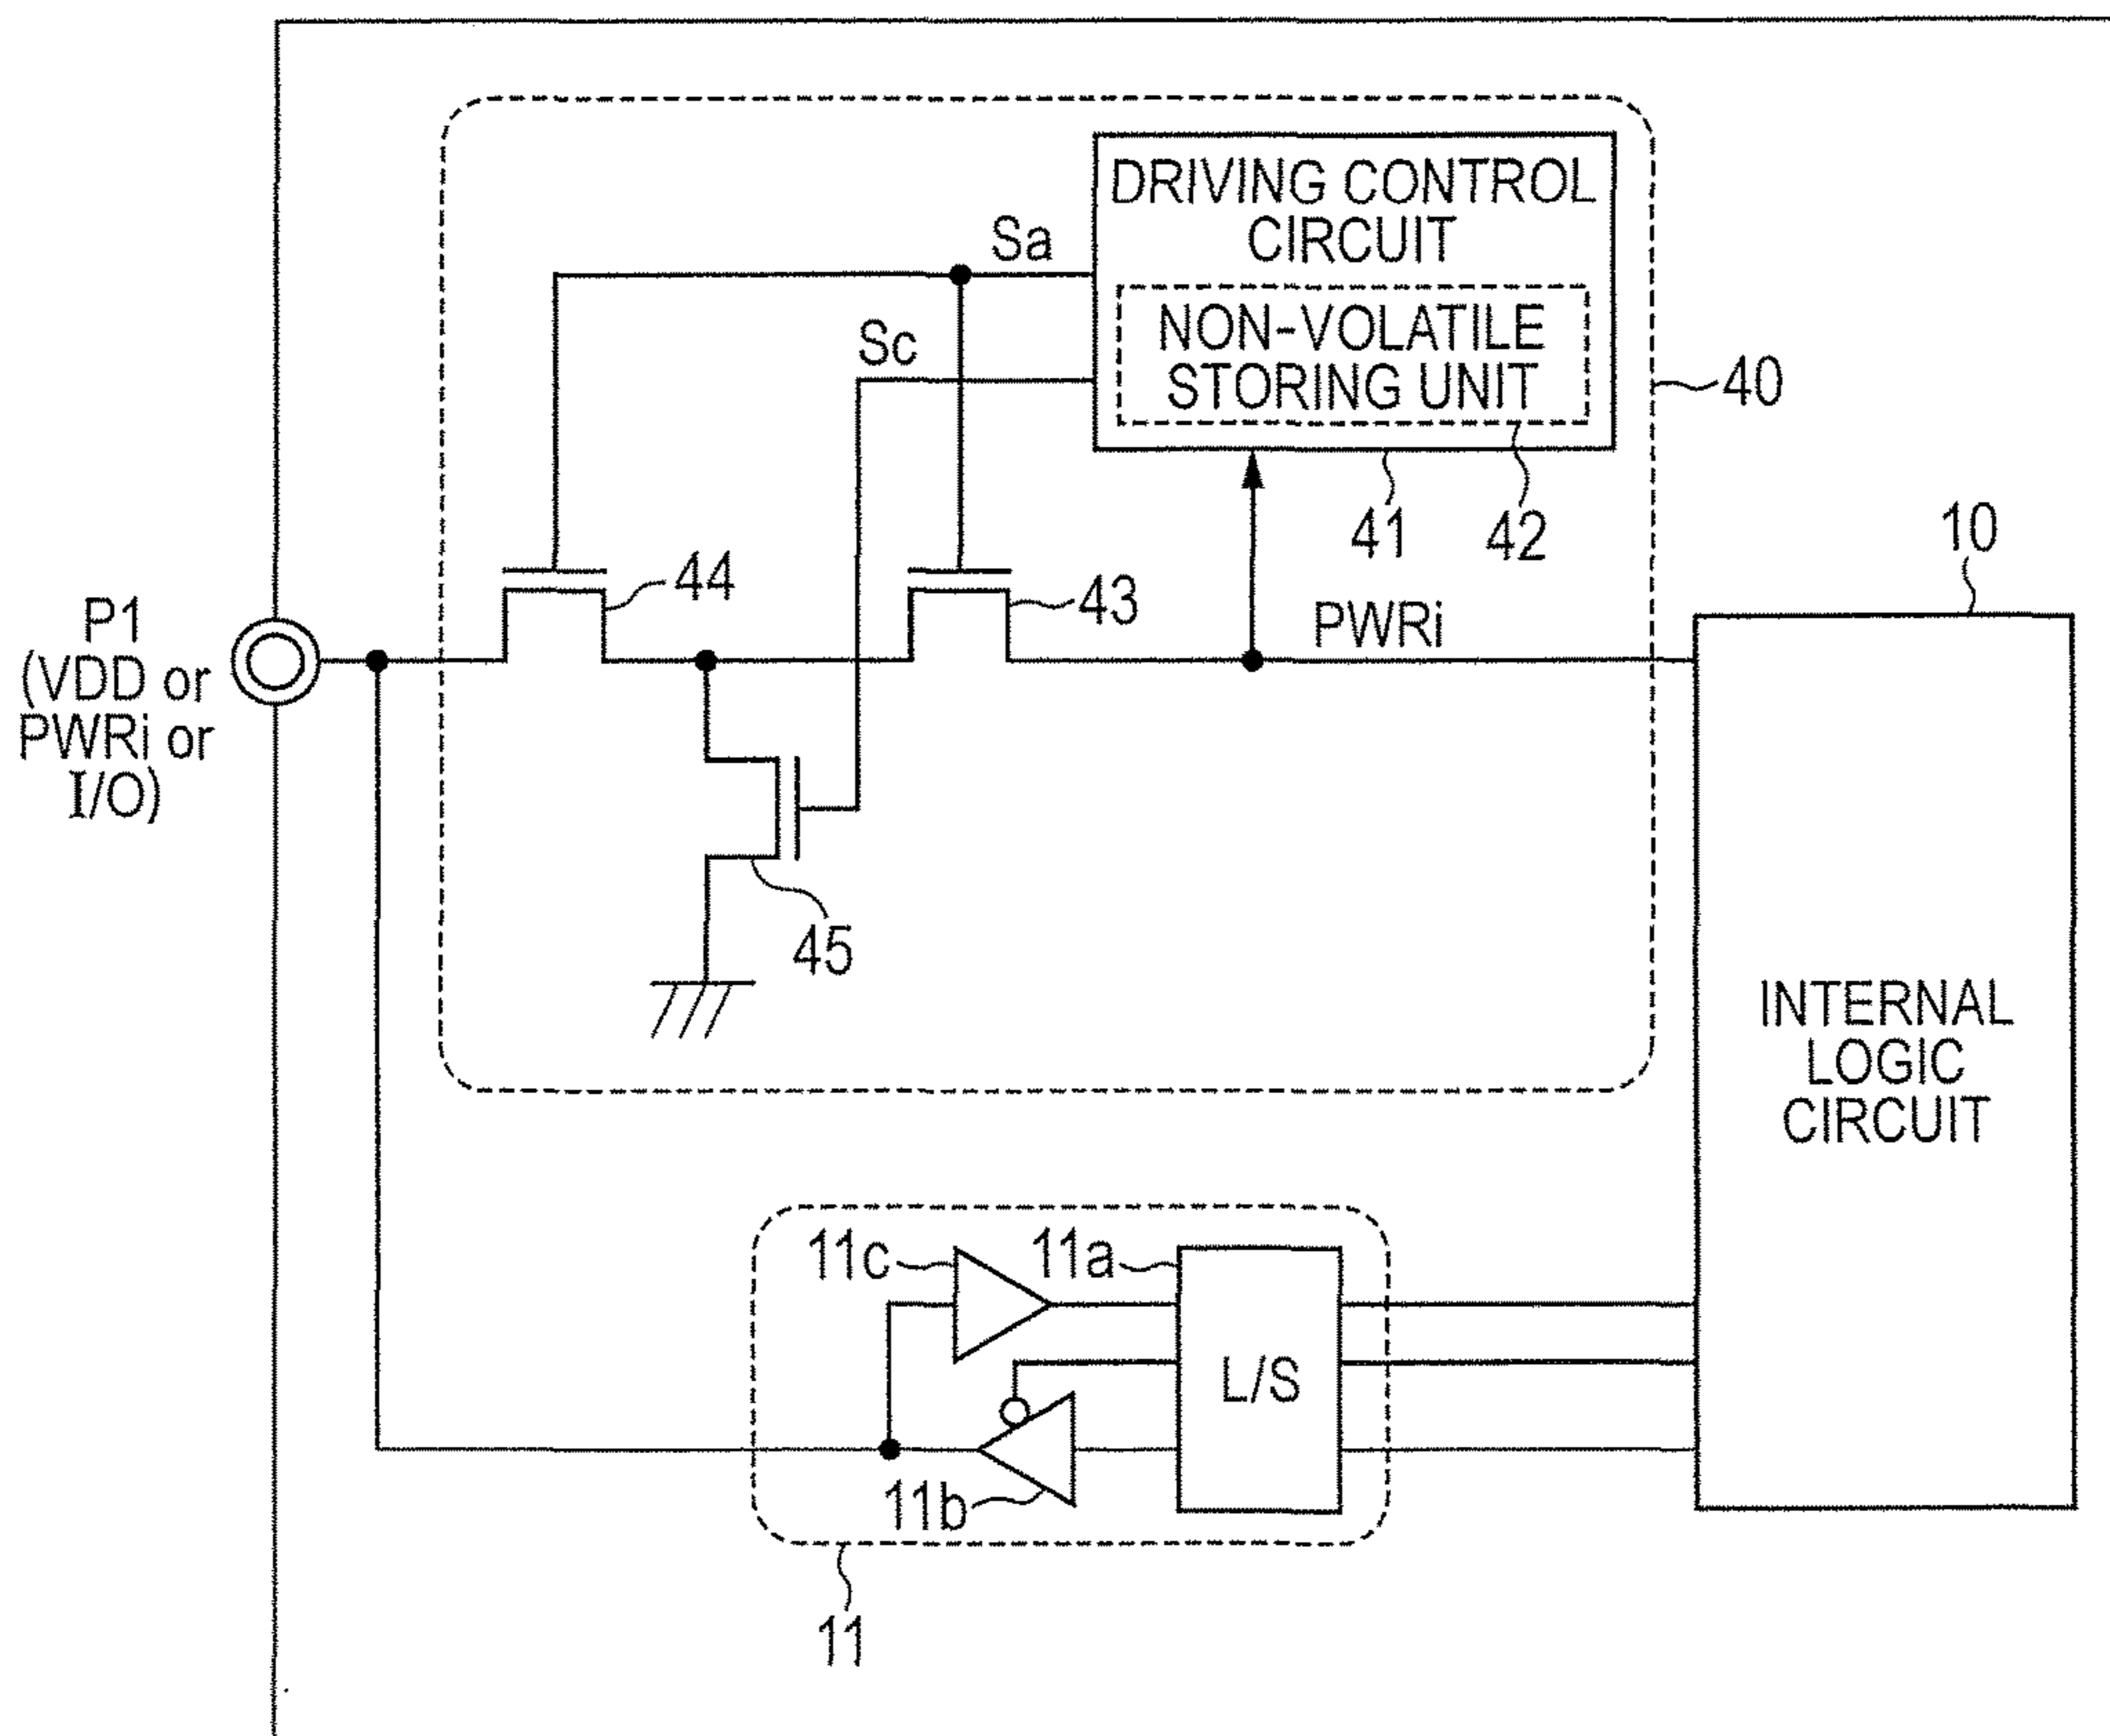 DRIVING CONTROL
CIRCUIT
Sa
NON-VOLATILE
STORING UNIT
Sc
40
41
42
10
44
43
P1
(VDD or
PWRi or
I/O)
PWRi
45
INTERNAL
LOGIC
CIRCUIT
11c
11a
L/S
11b
11